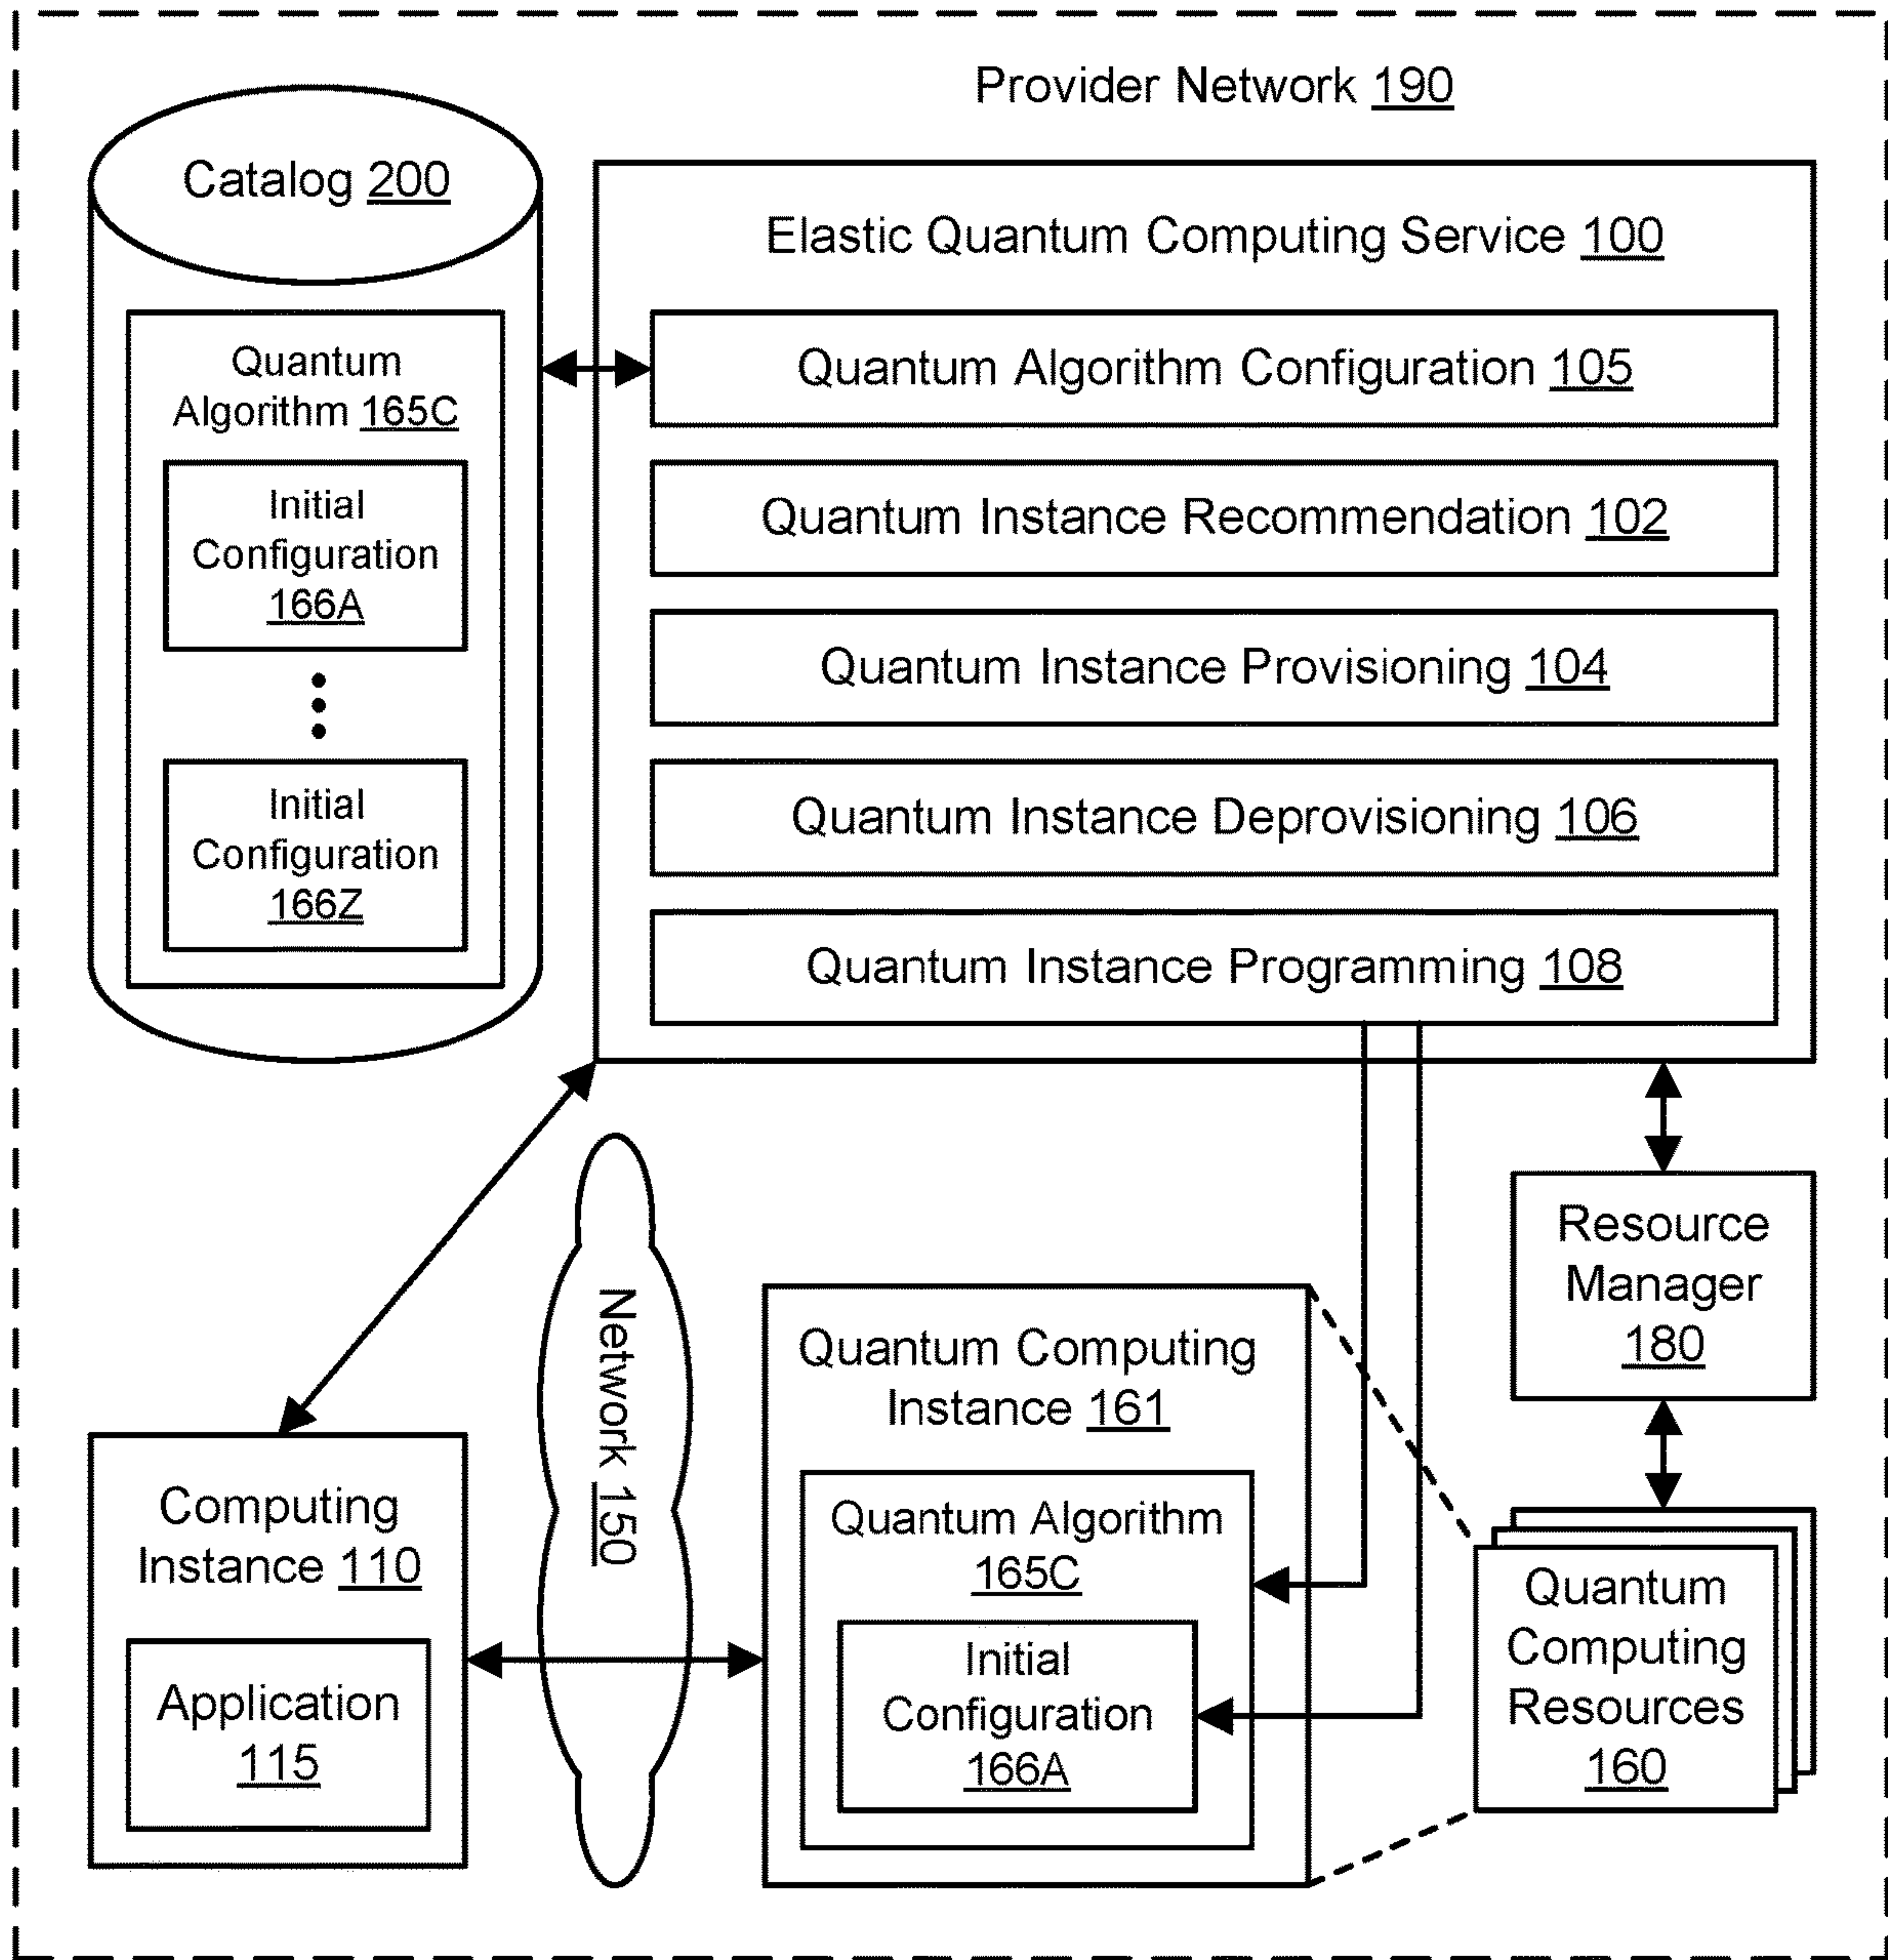 Provider Network 190
Catalog 200
Quantum
Algorithm 165C
Initial
Configuration
166A
Initial
Configuration
166Z
Elastic Quantum Computing Service 100
Quantum Algorithm Configuration 105
Quantum Instance Recommendation 102
Quantum Instance Provisioning 104
Quantum Instance Deprovisioning 106
Quantum Instance Programming 108
Resource
Manager
180
Network 150
Quantum Computing
Instance 161
Quantum Algorithm
165C
Initial
Configuration
166A
Computing
Instance 110
Application
115
Quantum
Computing
Resources
160